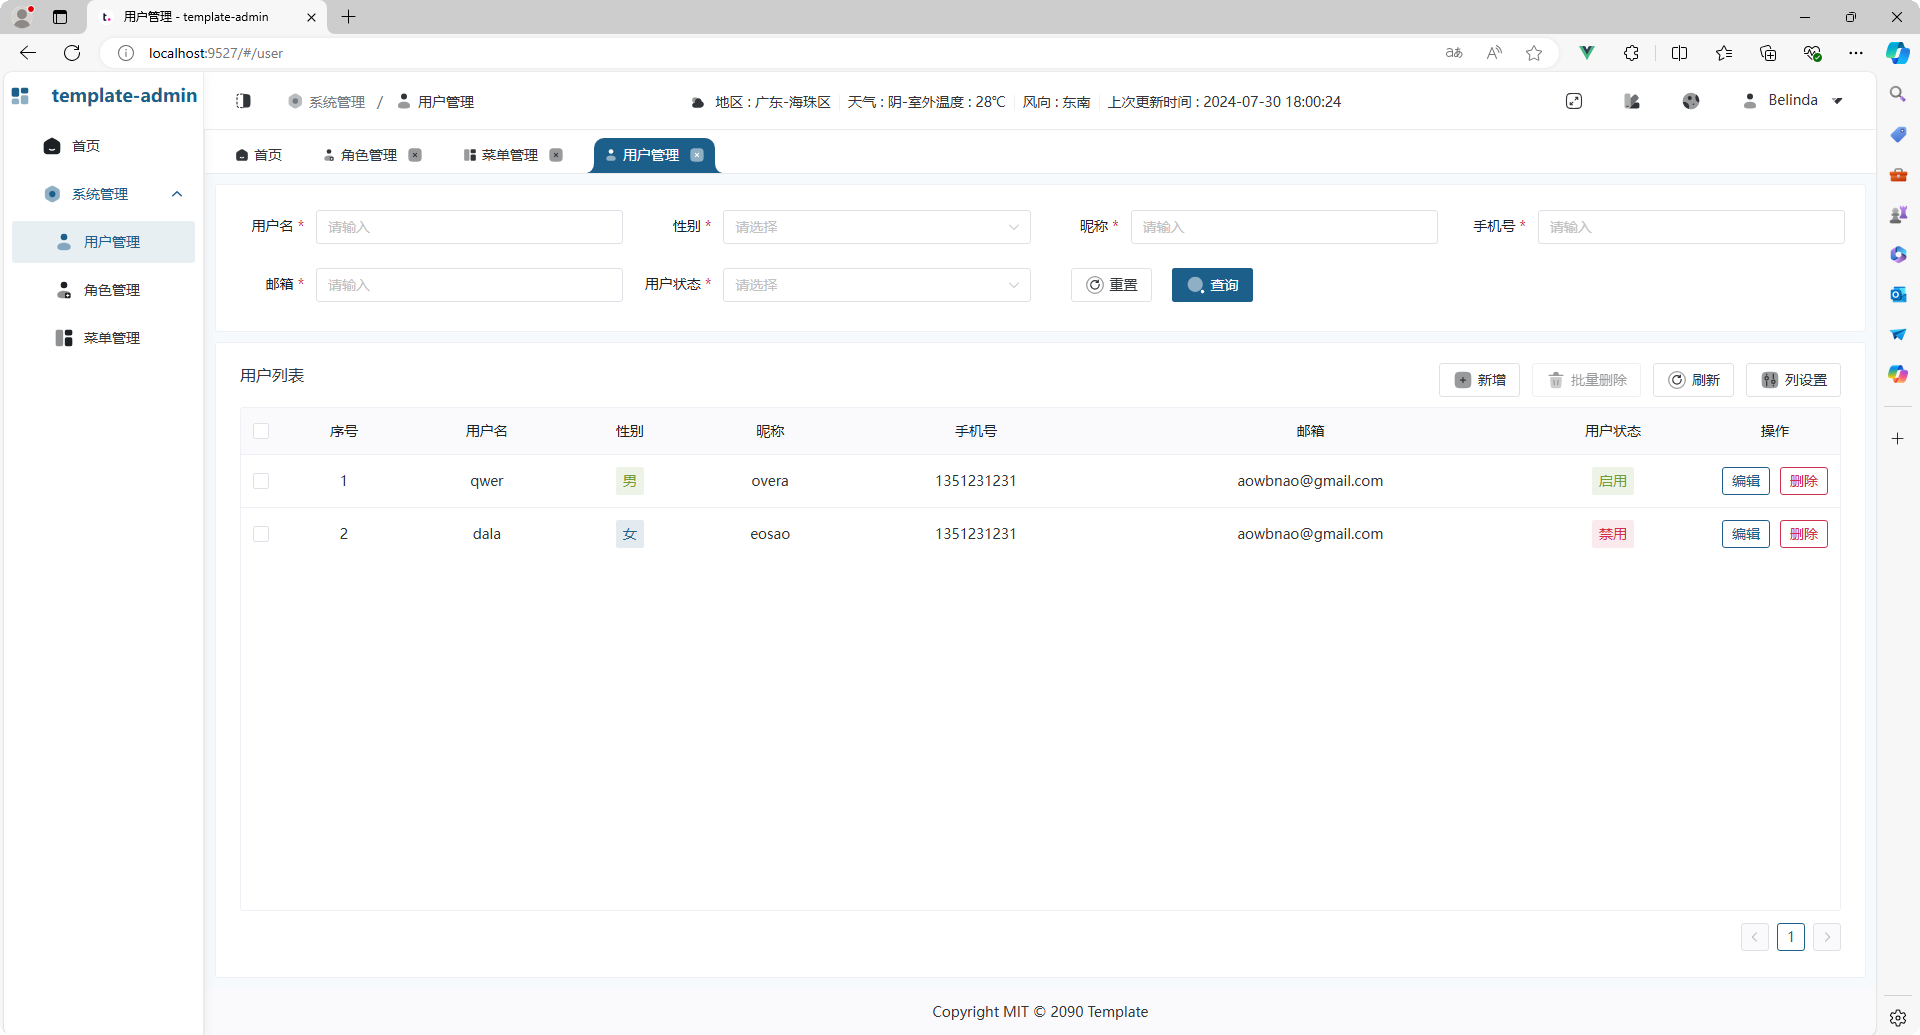 用户管理 - template-admin
localhost:9527/#/user
template-admin
系统管理 / 用户管理
地区 : 广东-海珠区 天气 : 阴-室外温度 : 28℃ 风向 : 东南 上次更新时间 : 2024-07-30 18:00:24
Belinda
首页
系统管理
用户管理
角色管理
菜单管理
首页 角色管理 菜单管理 用户管理
用户名 * 请输入 性别 * 请选择 昵称 * 请输入 手机号 * 请输入
邮箱 * 请输入 用户状态 * 请选择 重置 查询
用户列表
新增 批量删除 刷新 列设置
序号 用户名 性别 昵称 手机号 邮箱 用户状态 操作
1 qwer 男 overa 1351231231 aowbnao@gmail.com 启用 编辑 删除
2 dala 女 eosao 1351231231 aowbnao@gmail.com 禁用 编辑 删除
1
Copyright MIT © 2090 Template